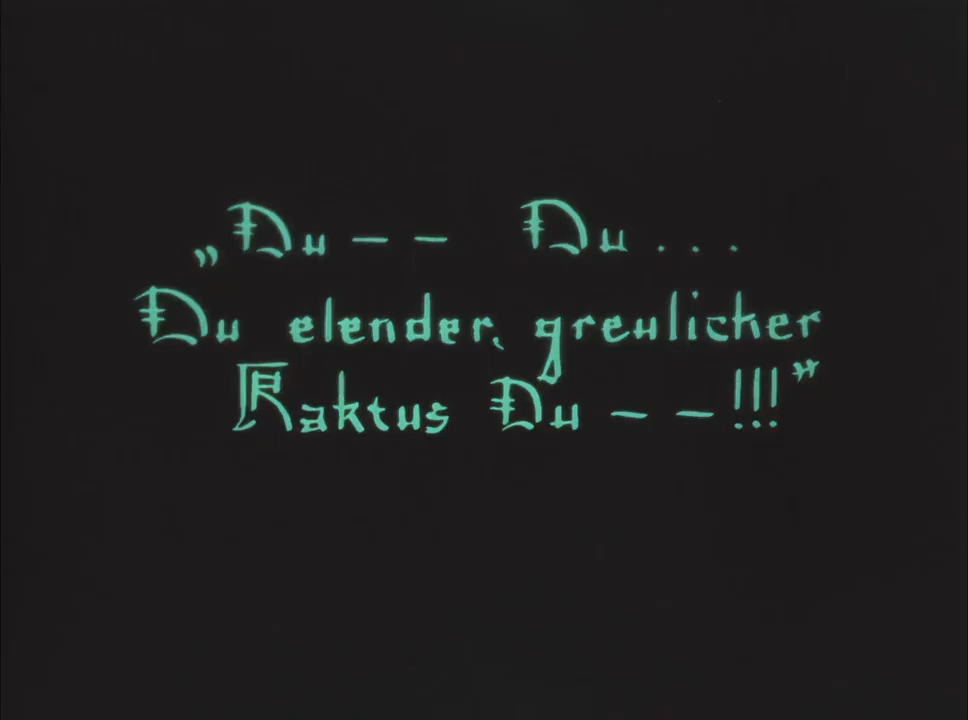 „Du – – Du . . .
Du elender, greulicher
Kaktus Du – – !!!”